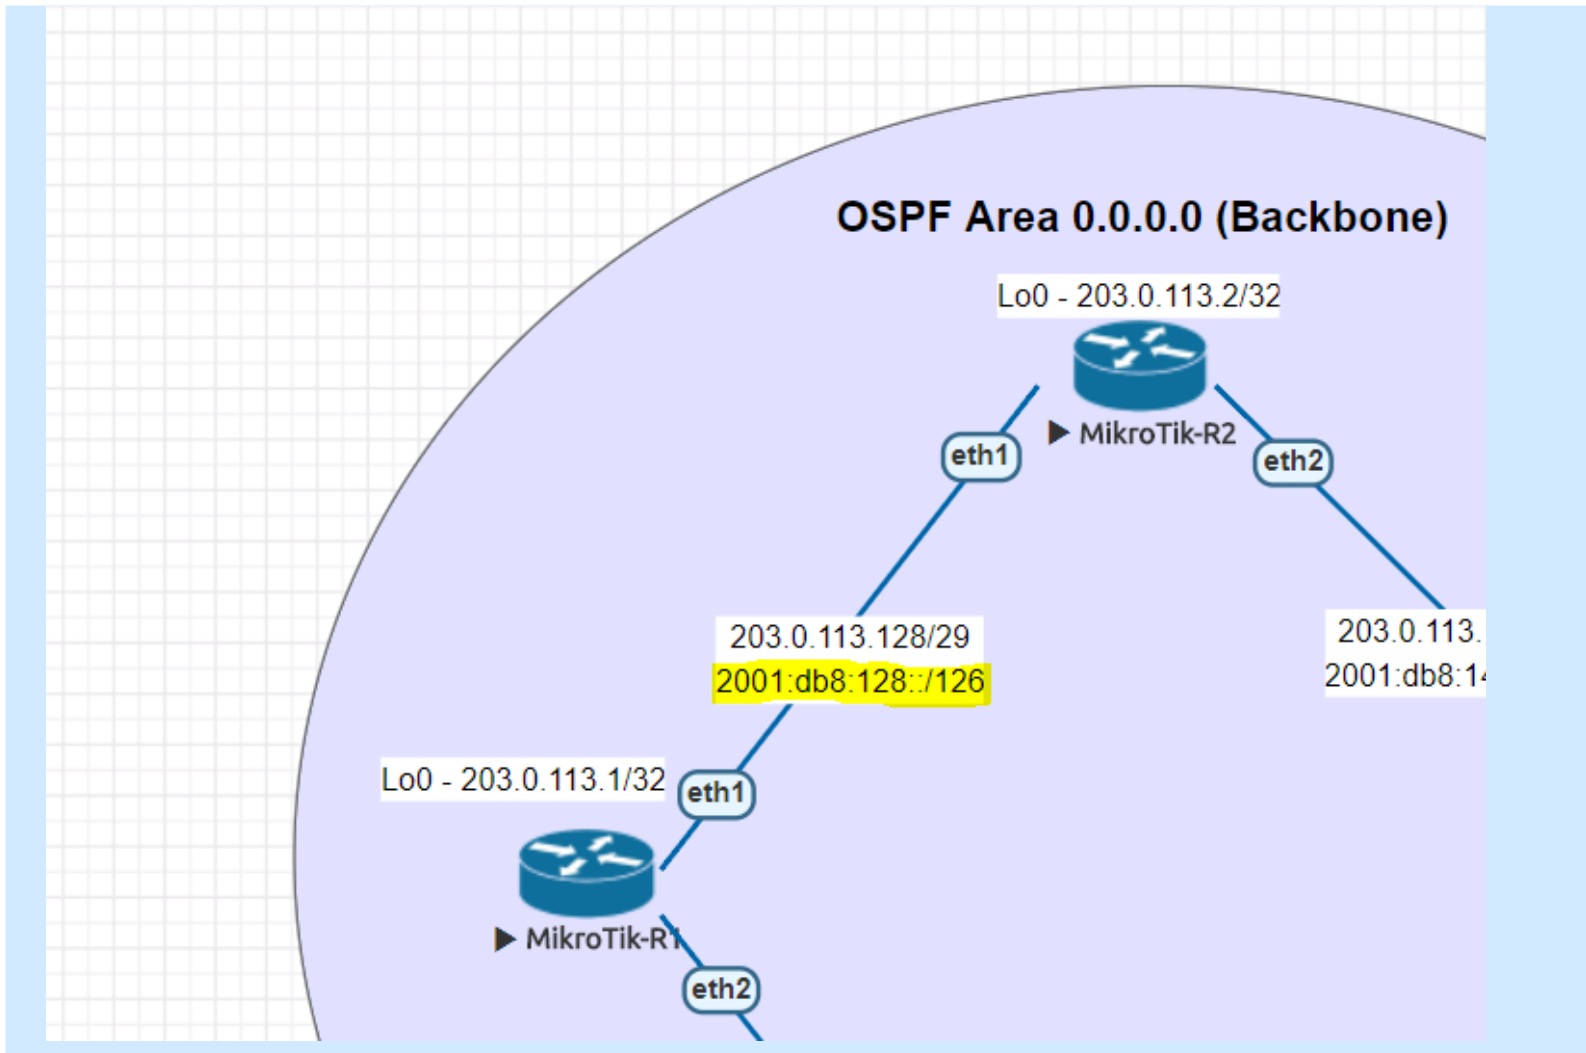 OSPF Area 0.0.0.0 (Backbone)
Lo0 - 203.0.113.2/32
MikroTik-R2
eth1
eth2
203.0.113.128/29
2001:db8:128::/126
203.0.113.
2001:db8:14
Lo0 - 203.0.113.1/32
eth1
MikroTik-R1
eth2